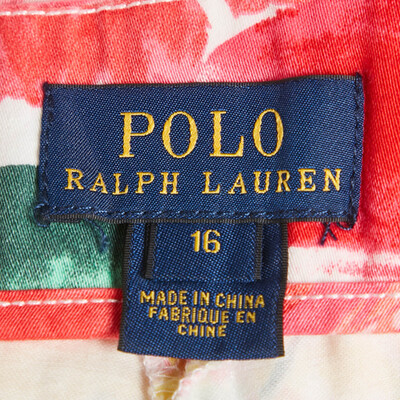 POLO
RALPH LAUREN
16
MADE IN CHINA
FABRIQUE EN
CHINE